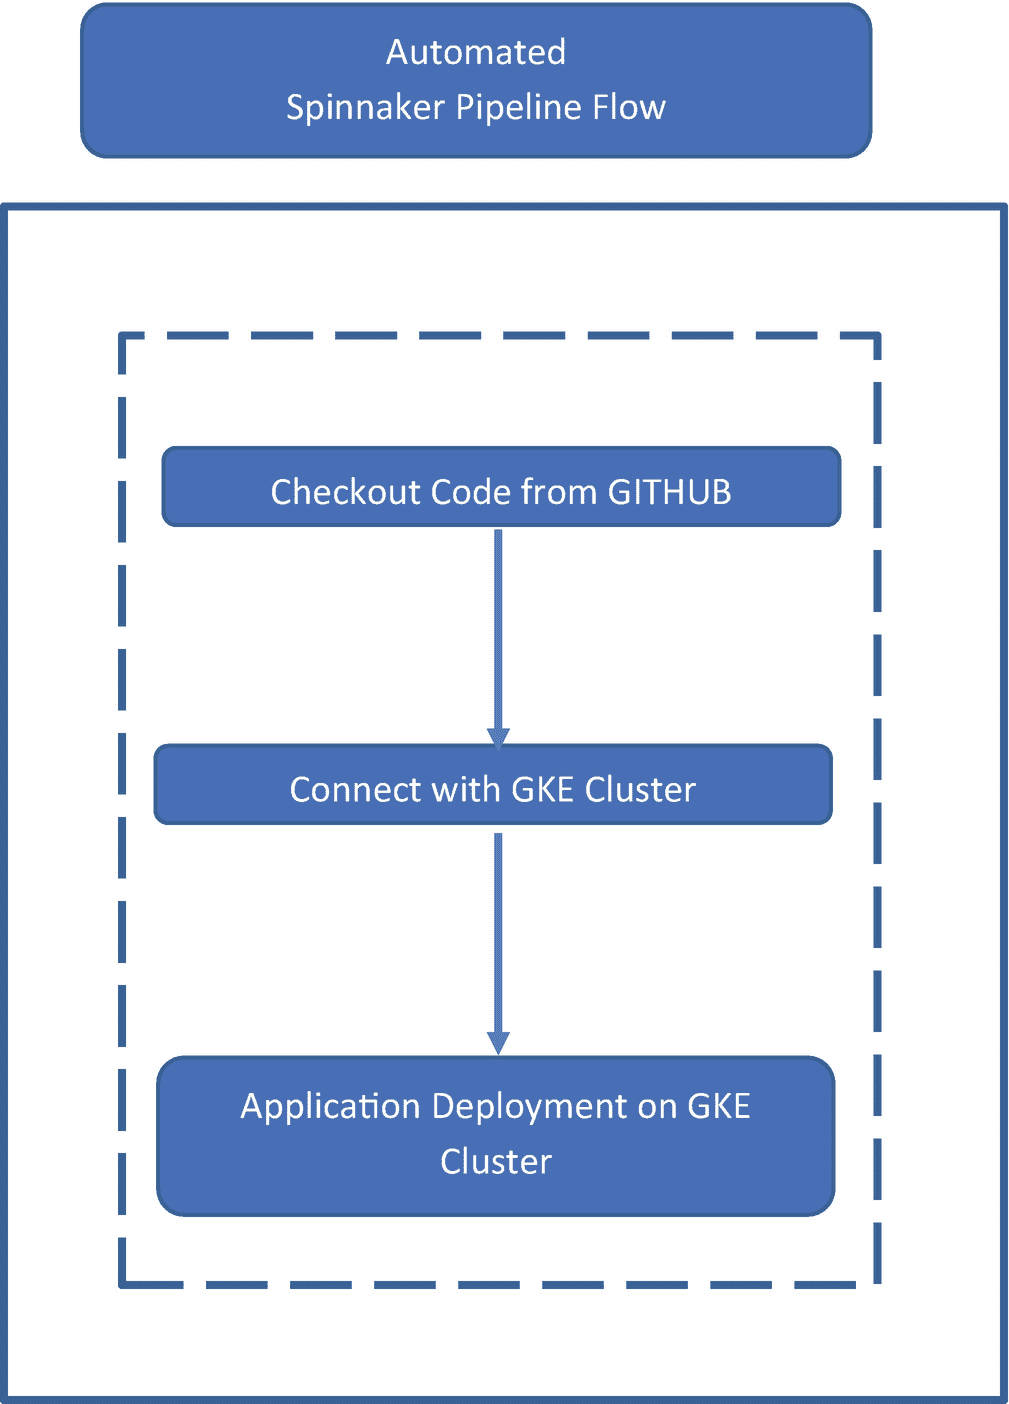 Automated
Spinnaker Pipeline Flow
Checkout Code from GITHUB
Connect with GKE Cluster
Application Deployment on GKE
Cluster